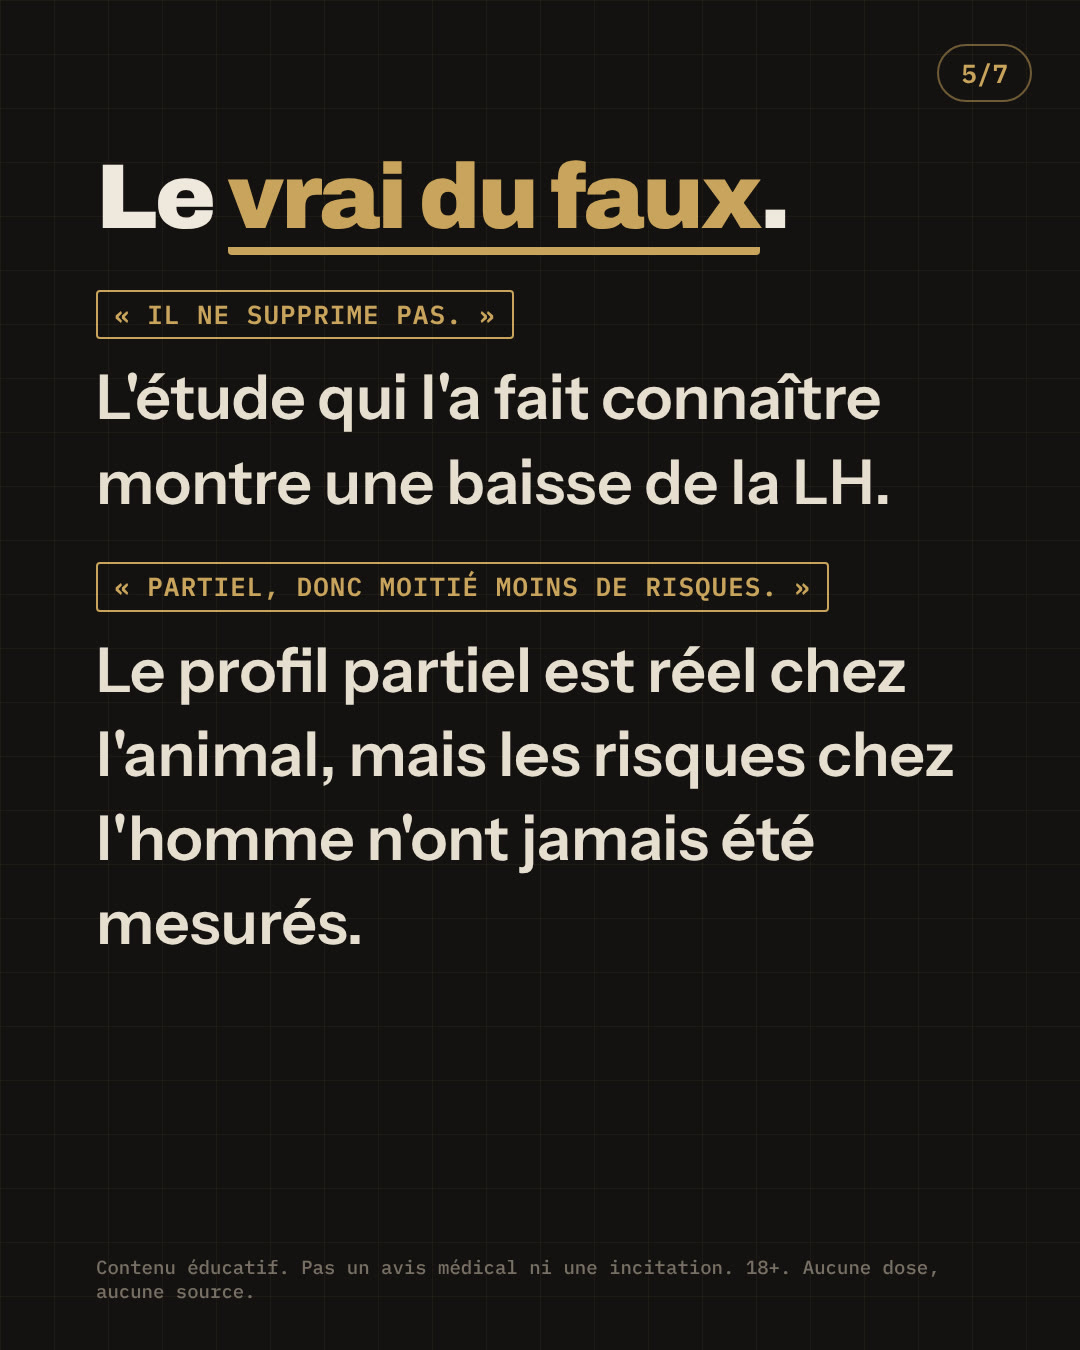 5/7
Le vrai du faux.
« IL NE SUPPRIME PAS. »
L'étude qui l'a fait connaître
montre une baisse de la LH.
« PARTIEL, DONC MOITIÉ MOINS DE RISQUES. »
Le profil partiel est réel chez
l'animal, mais les risques chez
l'homme n'ont jamais été
mesurés.
Contenu éducatif. Pas un avis médical ni une incitation. 18+. Aucune dose,
aucune source.